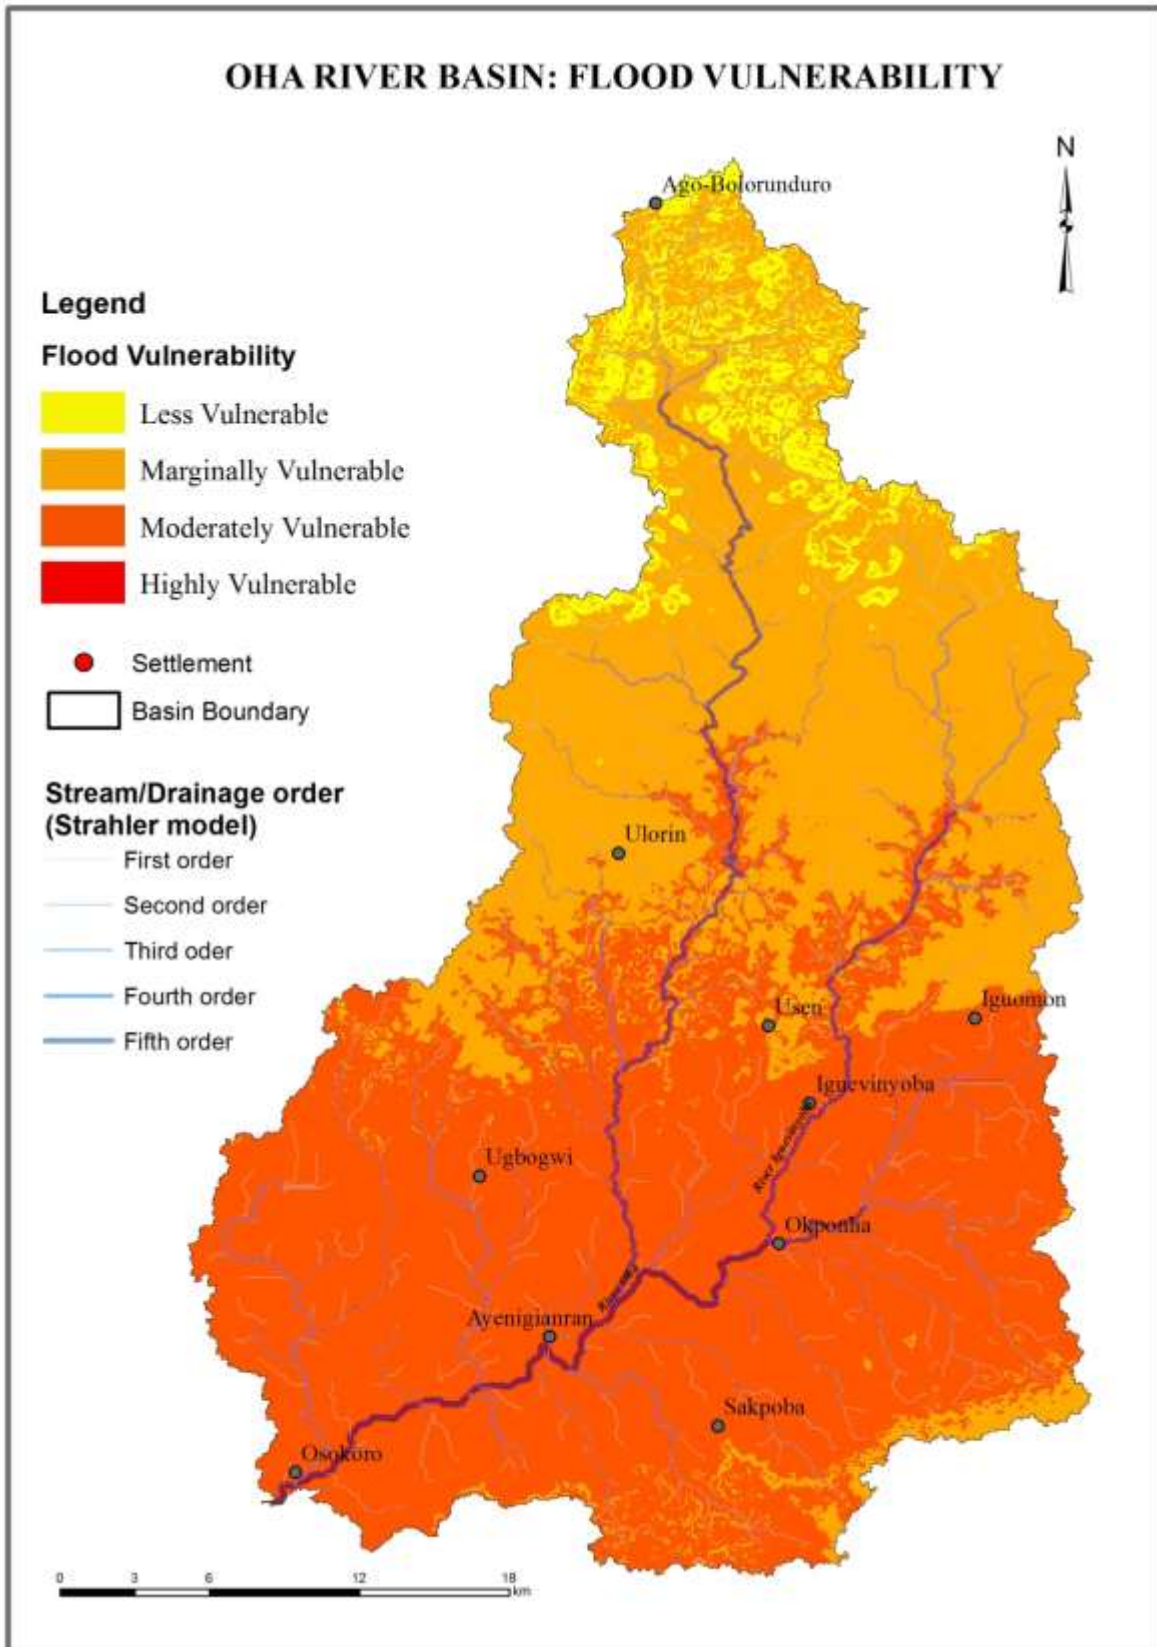 OHA RIVER BASIN: FLOOD VULNERABILITY
N
Ago-Bolorunduro
Legend
Flood Vulnerability
Less Vulnerable
Marginally Vulnerable
Moderately Vulnerable
Highly Vulnerable
Settlement
Basin Boundary
Stream/Drainage order
(Strahler model)
First order
Second order
Third oder
Fourth order
Fifth order
Ulorin
Usen
Iguomon
Iguevinyoba
River
Ugbogwi
Okponha
Ayenigianran
Sakpoba
Osokoro
0 3 6 12 18
km